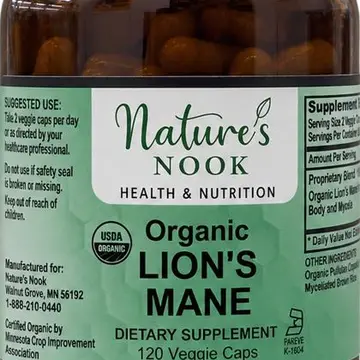 SUGGESTED USE:
Take 2 veggie caps per day
or as directed by your
healthcare professional.
Do not use if safety seal
is broken or missing.
Keep out of reach of
children.
Manufactured for:
Nature's Nook
Walnut Grove, MN 56192
1-888-210-0440
Certified Organic by
Minnesota Crop Improvement
Association
Nature's
NOOK
HEALTH & NUTRITION
USDA
ORGANIC
Organic
LION'S
MANE
DIETARY SUPPLEMENT
120 Veggie Caps
Supplement
Serving Size 2 Veggie
Servings Per
Amount Per Serving
Proprietary Blend
Organic Lion's
Body and Mycelia
* Daily Value Not
OTHER INGREDIENTS:
Organic Pullulan
Myceliated Brown
PAREVE
K-1604